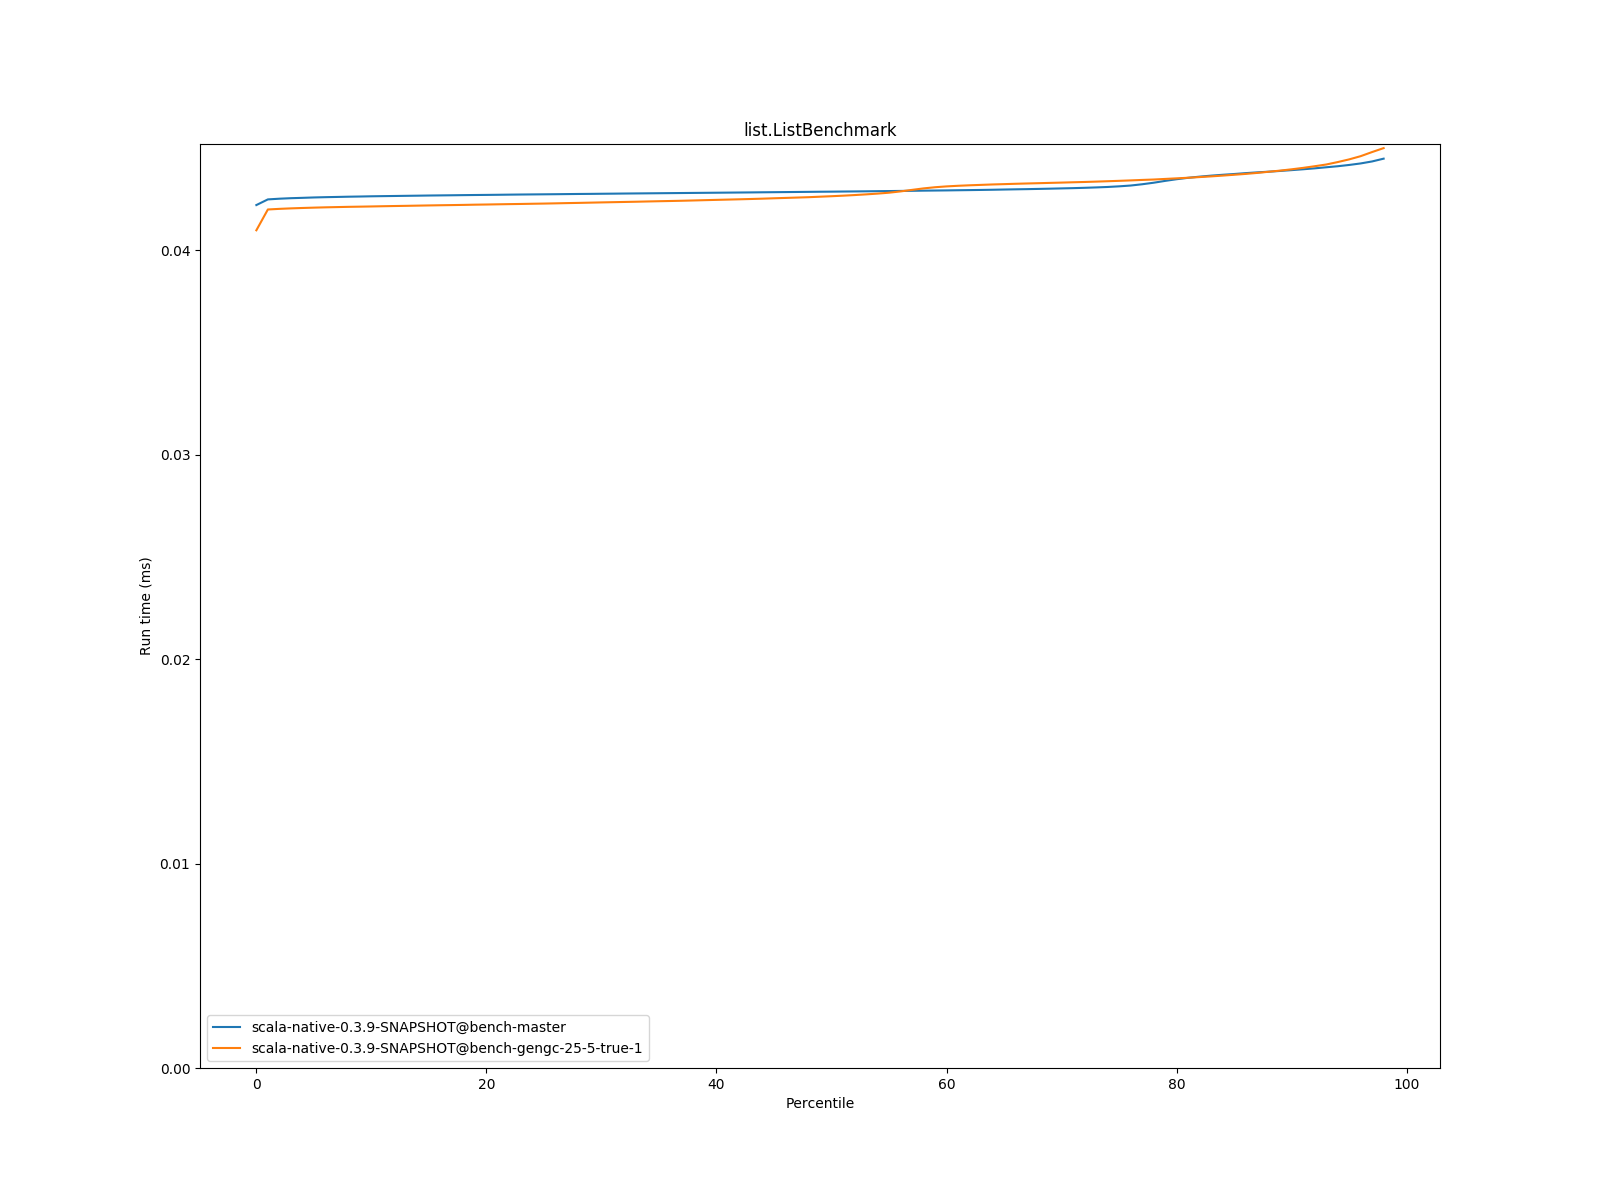 list.ListBenchmark
Run time (ms)
0.04
0.03
0.02
0.01
0.00
scala-native-0.3.9-SNAPSHOT@bench-master
scala-native-0.3.9-SNAPSHOT@bench-gengc-25-5-true-1
0 20 40 60 80 100
Percentile